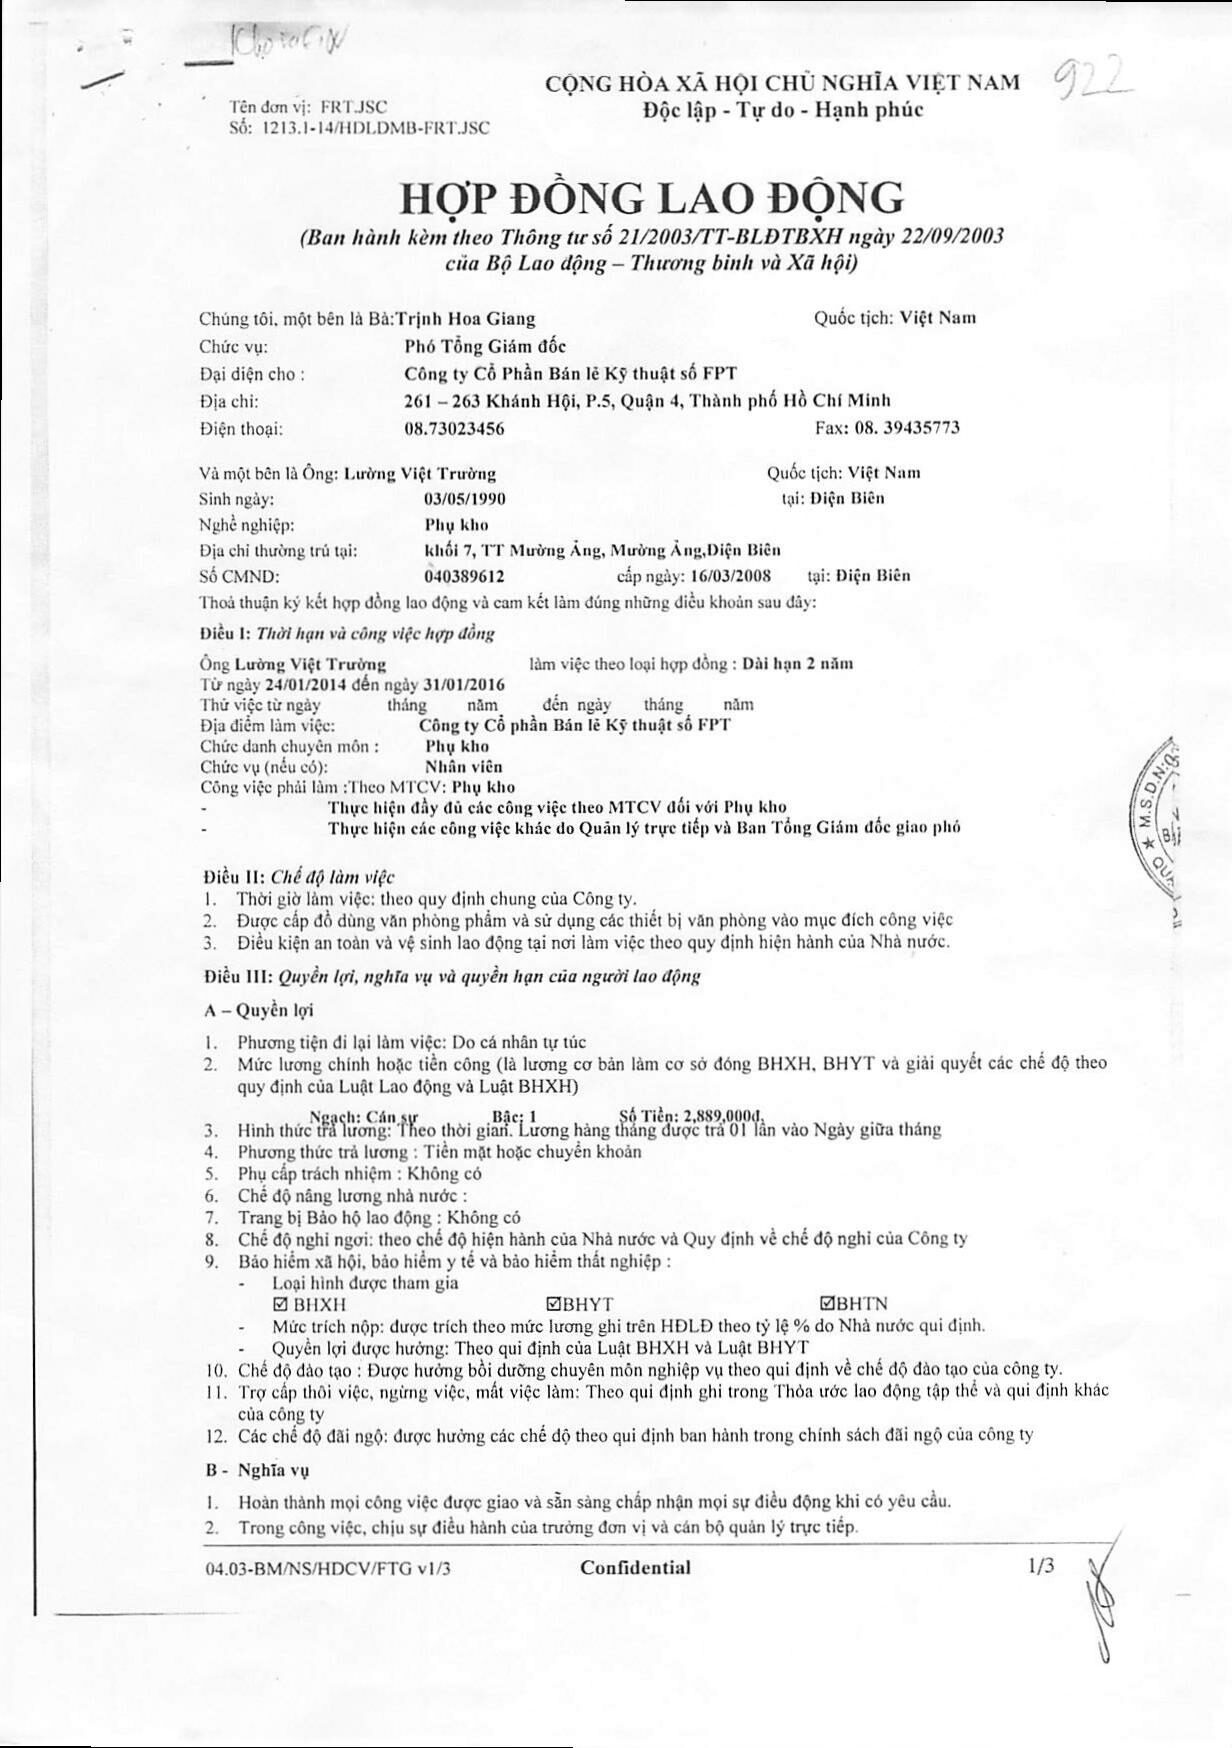 922
CỘNG HÒA XÃ HỘI CHỦ NGHĨA VIỆT NAM
Độc lập - Tự do - Hạnh phúc
Tên đơn vị: FRT.JSC
Số: 1213.1-14/HDLDMB-FRT.JSC
HỢP ĐỒNG LAO ĐỘNG
(Ban hành kèm theo Thông tư số 21/2003/TT-BLĐTBXH ngày 22/09/2003
của Bộ Lao động – Thương binh và Xã hội)
Chúng tôi, một bên là Bà:Trịnh Hoa Giang Quốc tịch: Việt Nam
Chức vụ: Phó Tổng Giám đốc
Đại diện cho : Công ty Cổ Phần Bán lẻ Kỹ thuật số FPT
Địa chỉ: 261 – 263 Khánh Hội, P.5, Quận 4, Thành phố Hồ Chí Minh
Điện thoại: 08.73023456 Fax: 08. 39435773
Và một bên là Ông: Lường Việt Trường Quốc tịch: Việt Nam
Sinh ngày: 03/05/1990 tại: Điện Biên
Nghề nghiệp: Phụ kho
Địa chỉ thường trú tại: khối 7, TT Mường Ảng, Mường Ảng,Điện Biên
Số CMND: 040389612 cấp ngày: 16/03/2008 tại: Điện Biên
Thoả thuận ký kết hợp đồng lao động và cam kết làm đúng những điều khoản sau đây:
Điều I: Thời hạn và công việc hợp đồng
Ông Lường Việt Trường làm việc theo loại hợp đồng : Dài hạn 2 năm
Từ ngày 24/01/2014 đến ngày 31/01/2016
Thử việc từ ngày tháng năm đến ngày tháng năm
Địa điểm làm việc: Công ty Cổ phần Bán lẻ Kỹ thuật số FPT
Chức danh chuyên môn : Phụ kho
Chức vụ (nếu có): Nhân viên
Công việc phải làm :Theo MTCV: Phụ kho
- Thực hiện đầy đủ các công việc theo MTCV đối với Phụ kho
- Thực hiện các công việc khác do Quản lý trực tiếp và Ban Tổng Giám đốc giao phó
★ M.S.D.N:
Điều II: Chế độ làm việc
1. Thời giờ làm việc: theo quy định chung của Công ty.
2. Được cấp đồ dùng văn phòng phẩm và sử dụng các thiết bị văn phòng vào mục đích công việc
3. Điều kiện an toàn và vệ sinh lao động tại nơi làm việc theo quy định hiện hành của Nhà nước.
Điều III: Quyền lợi, nghĩa vụ và quyền hạn của người lao động
A – Quyền lợi
1. Phương tiện đi lại làm việc: Do cá nhân tự túc
2. Mức lương chính hoặc tiền công (là lương cơ bản làm cơ sở đóng BHXH, BHYT và giải quyết các chế độ theo
quy định của Luật Lao động và Luật BHXH)
Ngạch: Cán sự Bậc: 1 Số Tiền: 2,889,000đ.
3. Hình thức trả lương: Theo thời gian. Lương hàng tháng được trả 01 lần vào Ngày giữa tháng
4. Phương thức trả lương : Tiền mặt hoặc chuyển khoản
5. Phụ cấp trách nhiệm : Không có
6. Chế độ nâng lương nhà nước :
7. Trang bị Bảo hộ lao động : Không có
8. Chế độ nghỉ ngơi: theo chế độ hiện hành của Nhà nước và Quy định về chế độ nghỉ của Công ty
9. Bảo hiểm xã hội, bảo hiểm y tế và bảo hiểm thất nghiệp :
- Loại hình được tham gia
☑ BHXH ☑BHYT ☑BHTN
- Mức trích nộp: được trích theo mức lương ghi trên HĐLĐ theo tỷ lệ % do Nhà nước qui định.
- Quyền lợi được hưởng: Theo qui định của Luật BHXH và Luật BHYT
10. Chế độ đào tạo : Được hưởng bồi dưỡng chuyên môn nghiệp vụ theo qui định về chế độ đào tạo của công ty.
11. Trợ cấp thôi việc, ngừng việc, mất việc làm: Theo qui định ghi trong Thỏa ước lao động tập thể và qui định khác
của công ty
12. Các chế độ đãi ngộ: được hưởng các chế độ theo qui định ban hành trong chính sách đãi ngộ của công ty
B - Nghĩa vụ
1. Hoàn thành mọi công việc được giao và sẵn sàng chấp nhận mọi sự điều động khi có yêu cầu.
2. Trong công việc, chịu sự điều hành của trưởng đơn vị và cán bộ quản lý trực tiếp.
04.03-BM/NS/HDCV/FTG v1/3 Confidential 1/3